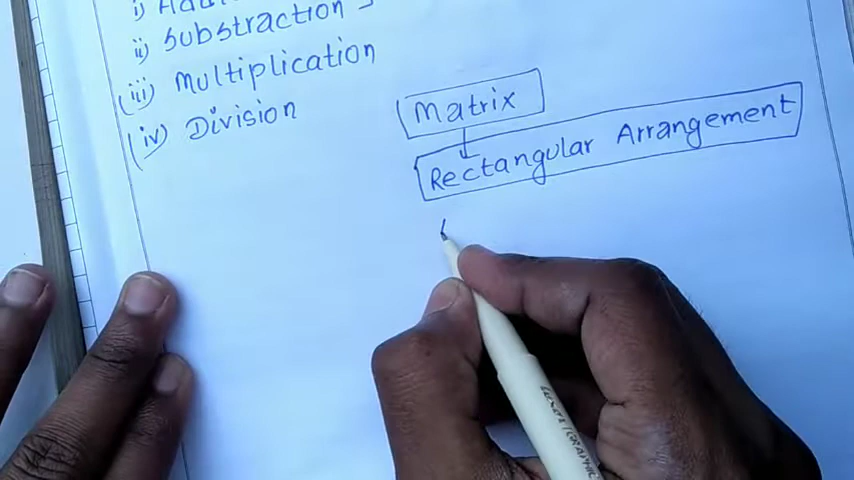 i)
ii) Substraction -
(iii) Multiplication
(iv) Division
Matrix
Rectangular Arrangement